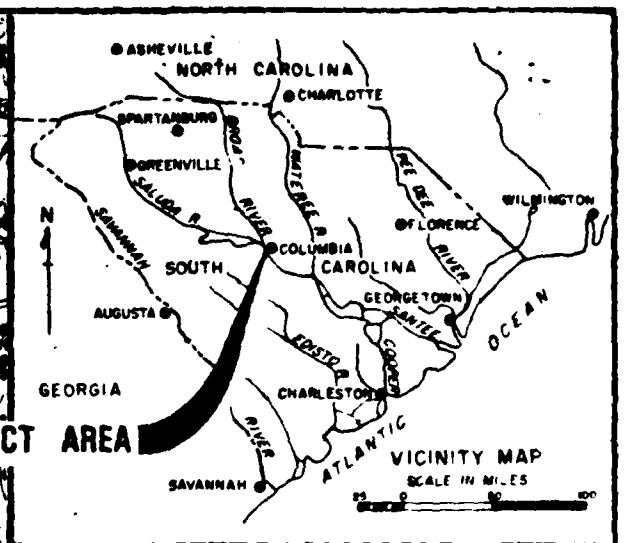 ASHEVILLE
NORTH CAROLINA
CHARLOTTE
SPARTANBURG
BROAD
RIVER
GREENVILLE
WATEREE R.
PEE DEE
RIVER
WILMINGTON
SALUDA R.
FLORENCE
N
SAVANNAH
COLUMBIA
SOUTH
CAROLINA
GEORGETOWN
AUGUSTA
SANTEE
OCEAN
EDISTO R.
COOPER
GEORGIA
CHARLESTON
CT AREA
RIVER
ATLANTIC
VICINITY MAP
SCALE IN MILES
SAVANNAH
25 0 50 100